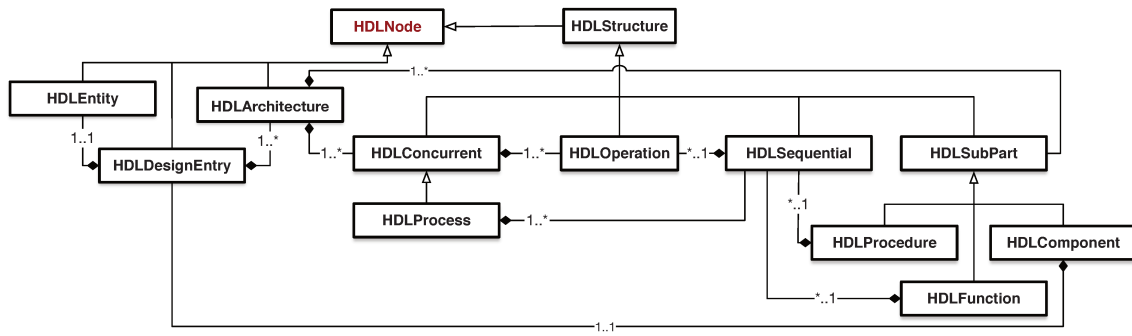 HDLNode
HDLStructure
1..*
HDLEntity
HDLArchitecture
1..1
1..*
1..*
HDLConcurrent
1..*
HDLOperation
*..1
HDLSequential
HDLSubPart
HDLDesignEntry
*..1
HDLProcess
1..*
HDLProcedure
HDLComponent
*..1
HDLFunction
1..1